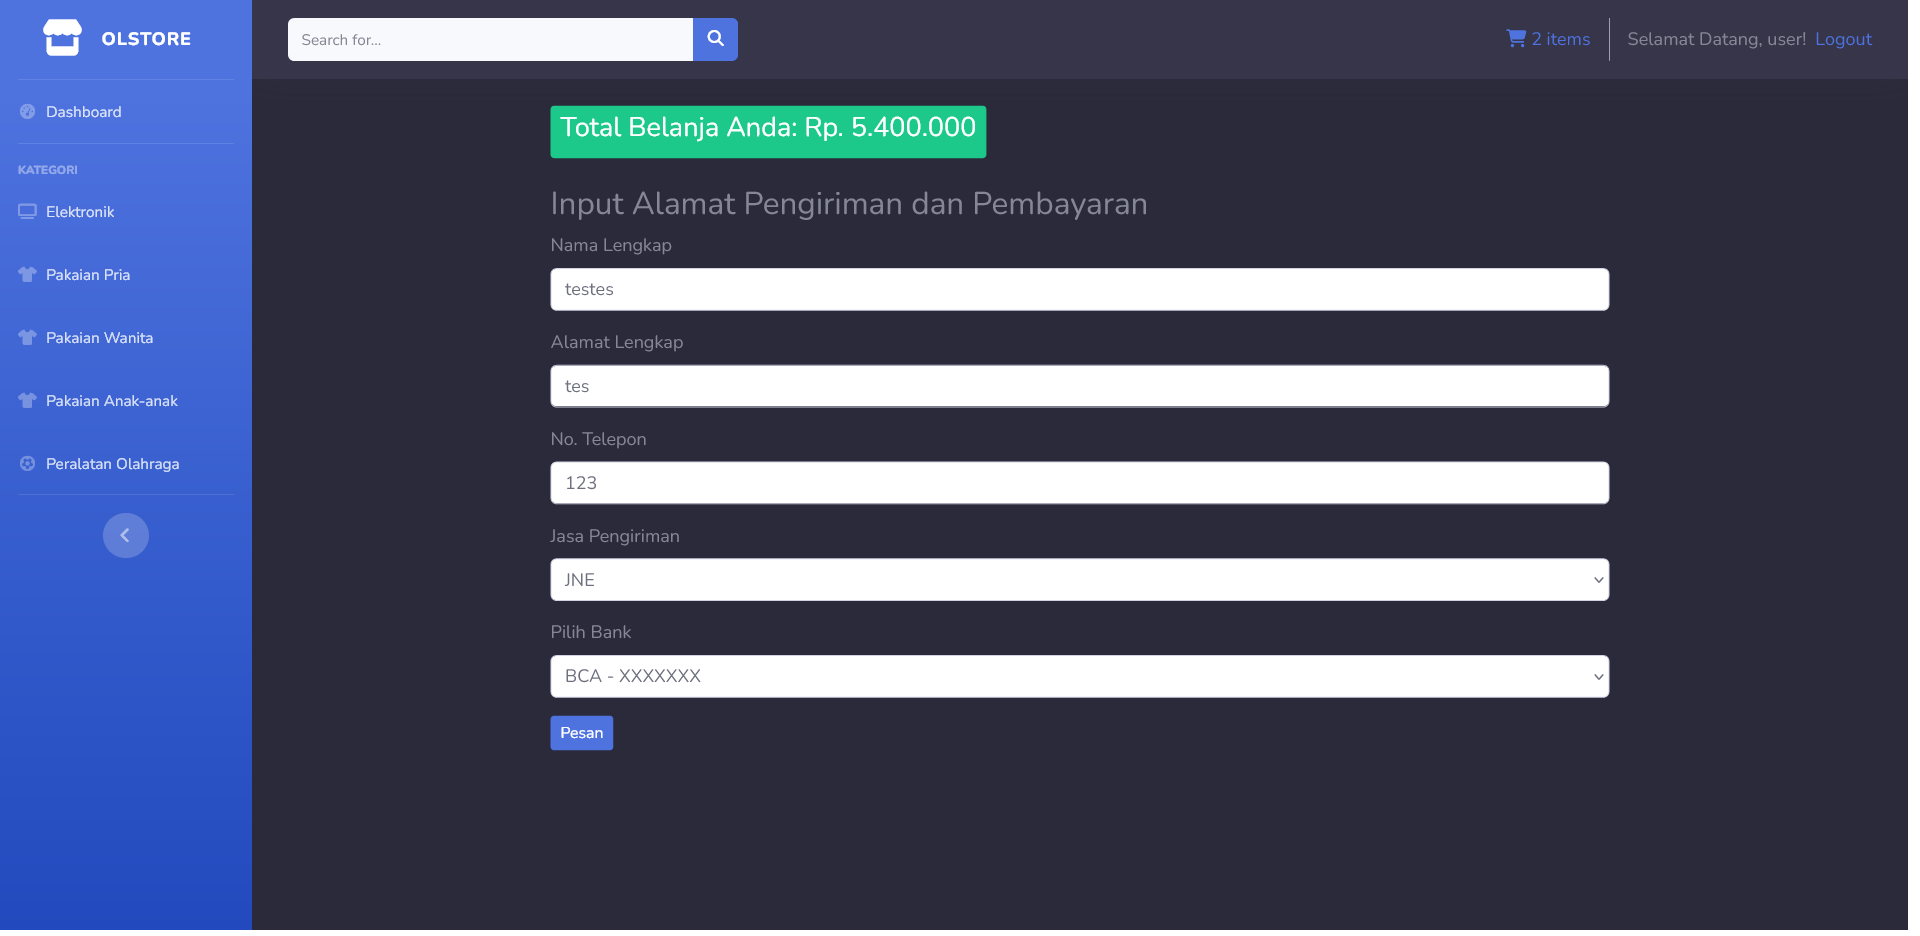 OLSTORE
Search for...
2 items
Selamat Datang, user! Logout
Dashboard
KATEGORI
Elektronik
Pakaian Pria
Pakaian Wanita
Pakaian Anak-anak
Peralatan Olahraga
Total Belanja Anda: Rp. 5.400.000
Input Alamat Pengiriman dan Pembayaran
Nama Lengkap
testes
Alamat Lengkap
tes
No. Telepon
123
Jasa Pengiriman
JNE
Pilih Bank
BCA - XXXXXXX
Pesan